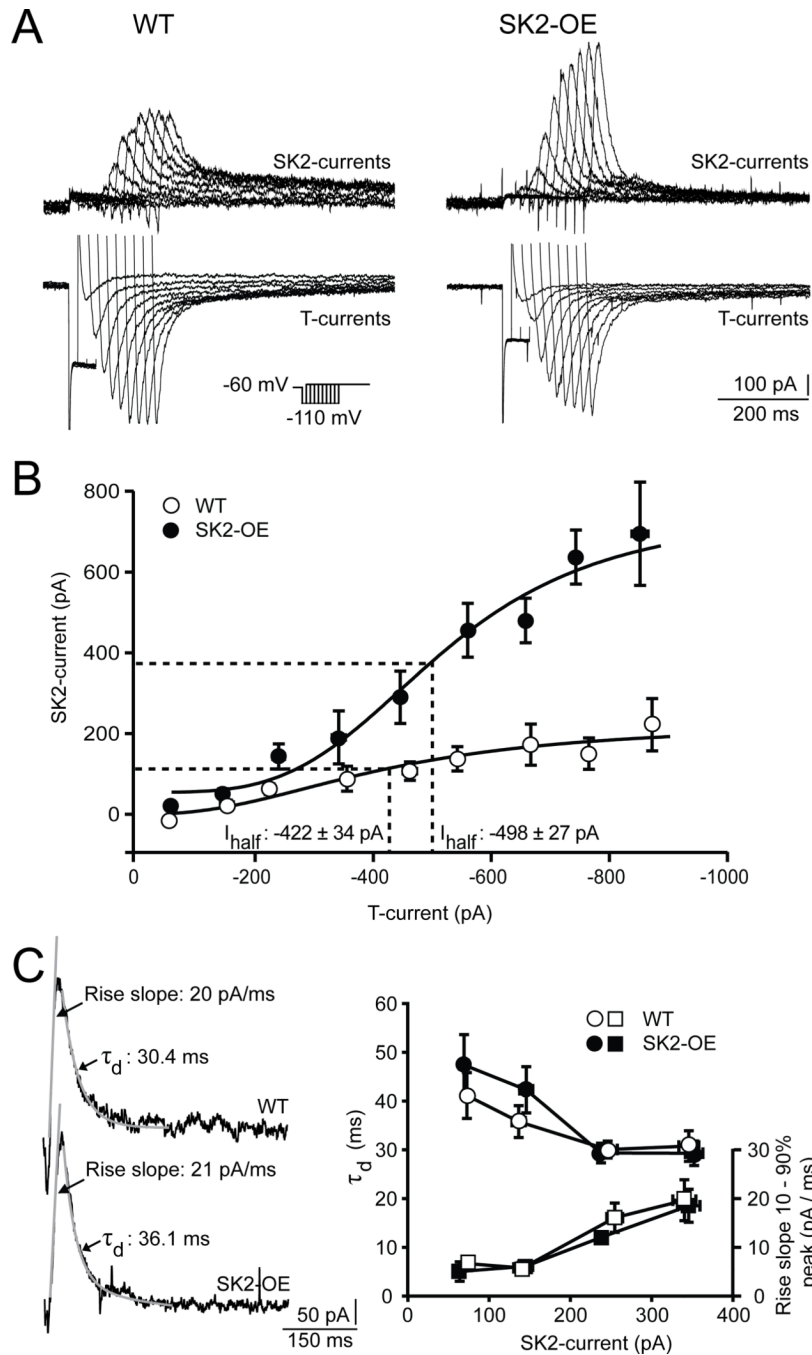 A
WT
SK2-OE
SK2-currents
SK2-currents
T-currents
T-currents
-60 mV
-110 mV
100 pA
200 ms
B
WT
SK2-OE
SK2-current (pA)
800
600
400
200
0
I half : -422 ± 34 pA
I half : -498 ± 27 pA
0
-200
-400
-600
-800
-1000
T-current (pA)
C
Rise slope: 20 pA/ms
τd : 30.4 ms
WT
Rise slope: 21 pA/ms
τd : 36.1 ms
SK2-OE
50 pA
150 ms
WT
SK2-OE
τd (ms)
60
50
40
30
20
10
0
30
20
10
0
Rise slope 10 - 90%
peak (pA / ms)
0
100
200
300
400
SK2-current (pA)